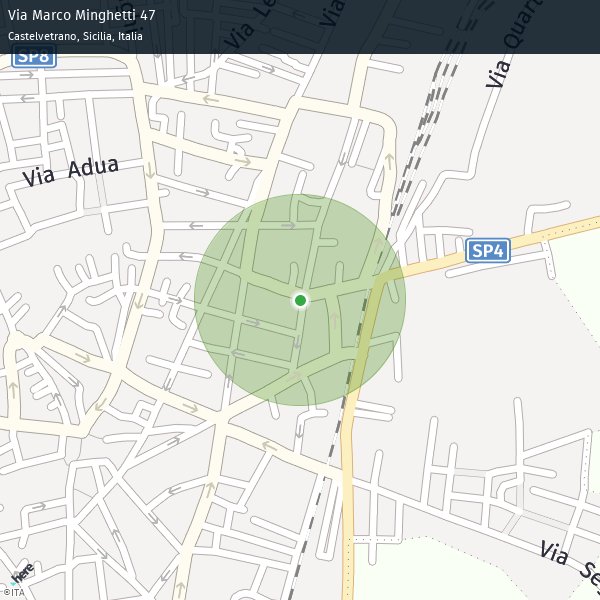 Via Marco Minghetti 47
Castelvetrano, Sicilia, Italia
SP8
Via Le
Via
Via Quart
Via Adua
SP4
Via Se
here
©ITA